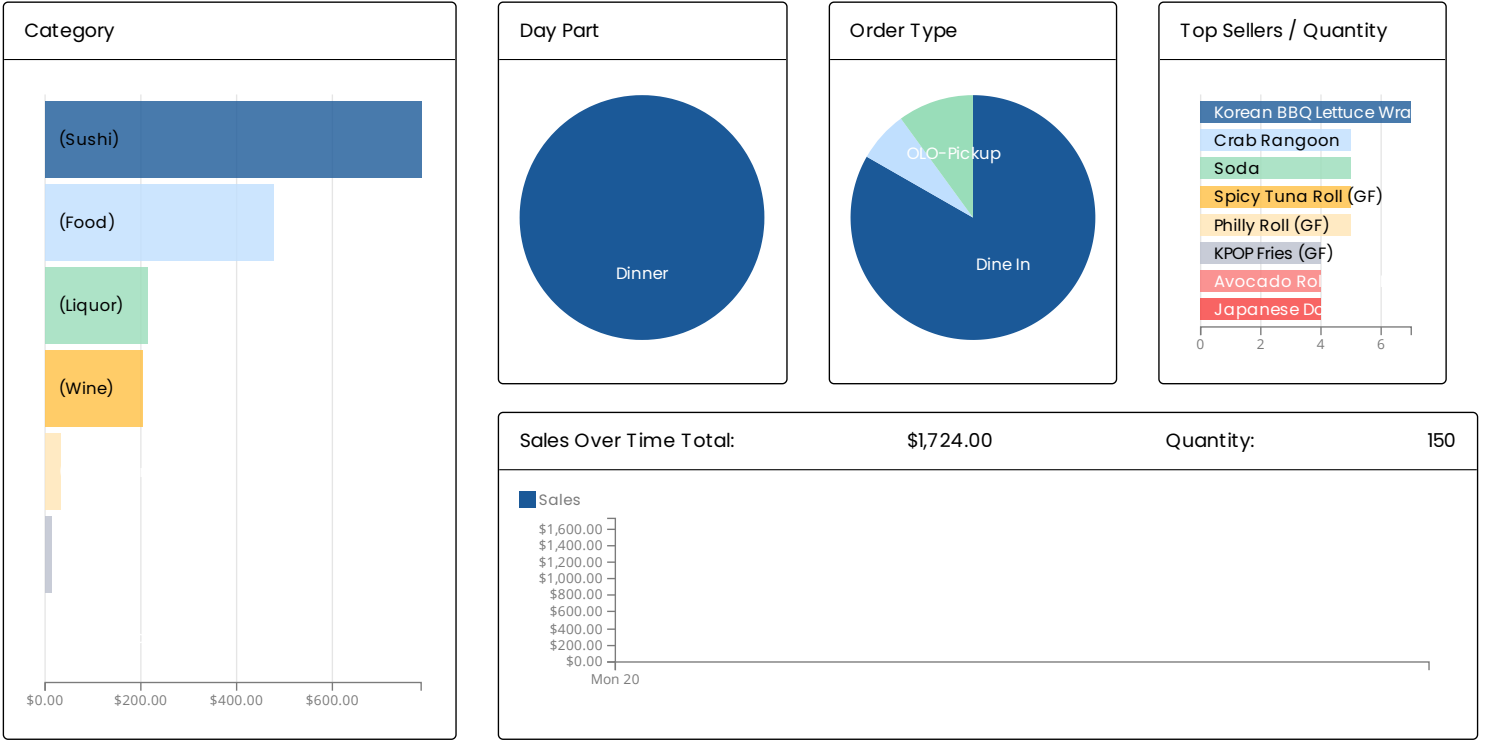 Category
(Sushi)
(Food)
(Liquor)
(Wine)
$0.00 $200.00 $400.00 $600.00
Day Part
Dinner
Order Type
OLO-Pickup
Dine In
Top Sellers / Quantity
Korean BBQ Lettuce Wra
Crab Rangoon
Soda
Spicy Tuna Roll (GF)
Philly Roll (GF)
KPOP Fries (GF)
Avocado Rol
Japanese Do
0 2 4 6
Sales Over Time Total: $1,724.00 Quantity: 150
Sales
$1,600.00
$1,400.00
$1,200.00
$1,000.00
$800.00
$600.00
$400.00
$200.00
$0.00
Mon 20